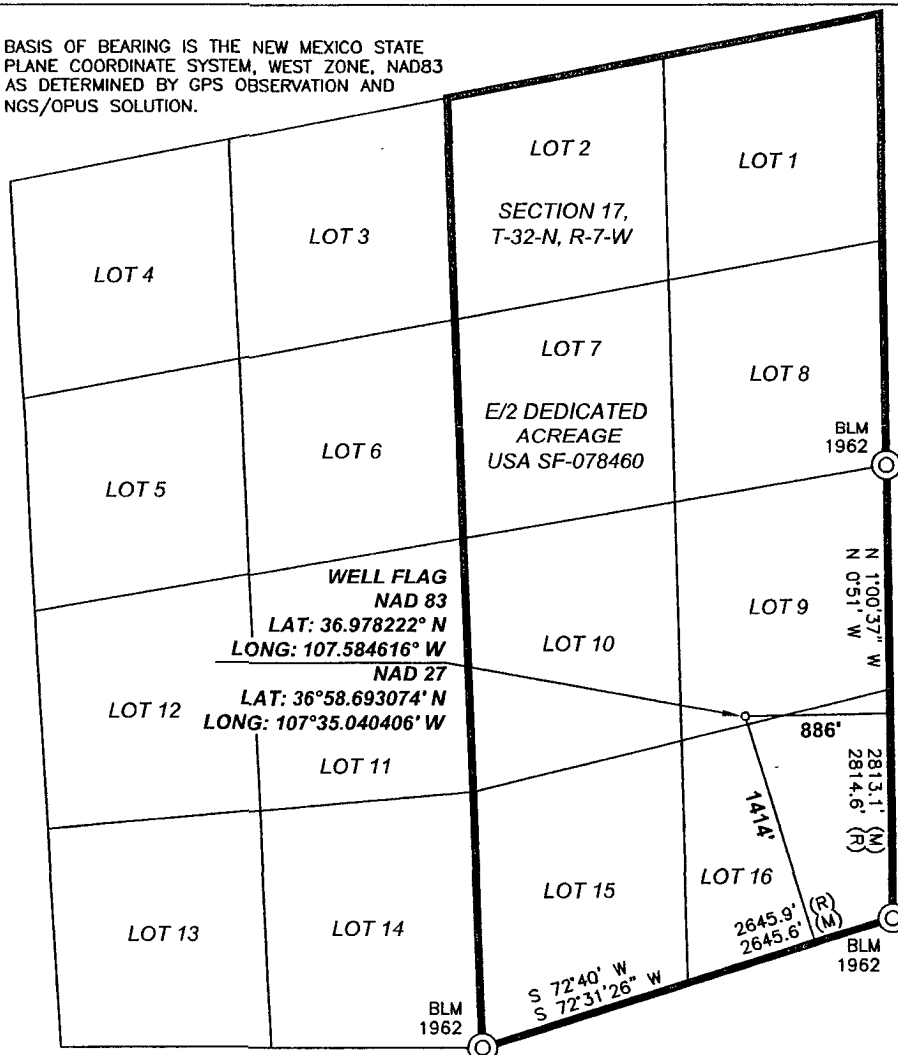 BASIS OF BEARING IS THE NEW MEXICO STATE
PLANE COORDINATE SYSTEM, WEST ZONE, NAD83
AS DETERMINED BY GPS OBSERVATION AND
NGS/OPUS SOLUTION.
LOT 2
LOT 1
SECTION 17,
T-32-N, R-7-W
LOT 3
LOT 4
LOT 7
LOT 8
E/2 DEDICATED
ACREAGE
USA SF-078460
BLM
1962
LOT 6
LOT 5
N 1°00'37" W
N 0°51' W
WELL FLAG
NAD 83
LAT: 36.978222° N
LONG: 107.584616° W
NAD 27
LAT: 36°58.693074' N
LONG: 107°35.040406' W
LOT 9
LOT 10
LOT 12
LOT 11
886'
2813.1' (M)
2814.6' (R)
1414'
LOT 16
LOT 15
LOT 14
LOT 13
2645.9' (R)
2645.6' (M)
BLM
1962
S 72°40' W
S 72°31'26" W
BLM
1962